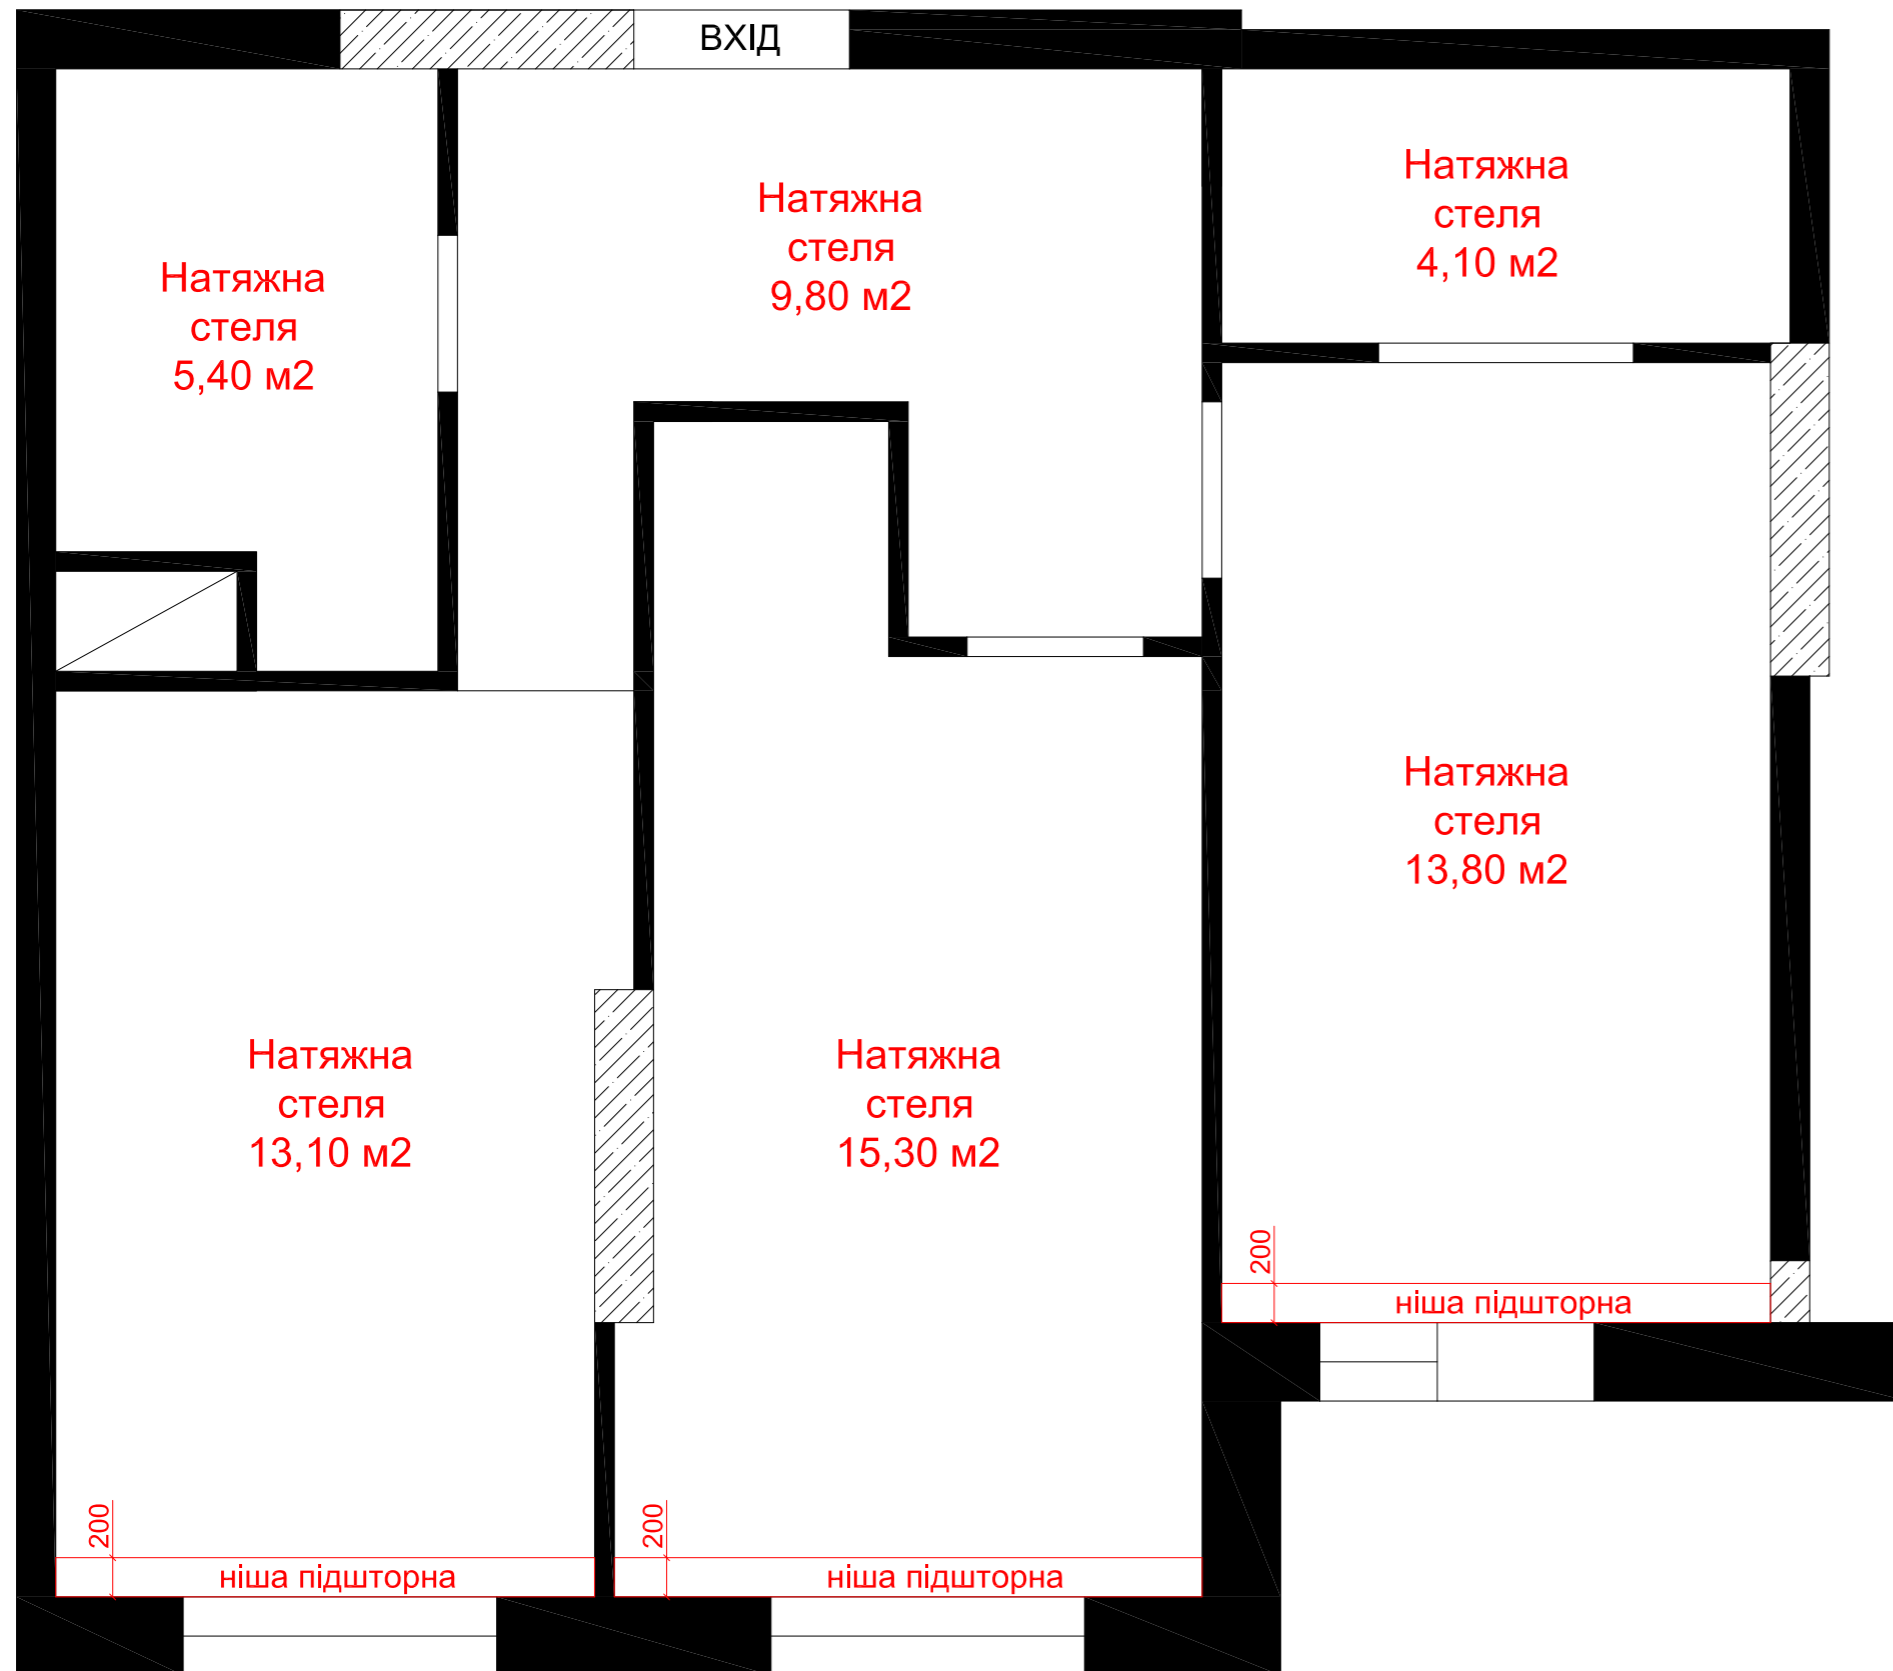 ВХІД
Натяжна
стеля
4,10 м2
Натяжна
стеля
9,80 м2
Натяжна
стеля
5,40 м2
Натяжна
стеля
13,80 м2
Натяжна
стеля
13,10 м2
Натяжна
стеля
15,30 м2
200
ніша підшторна
200
ніша підшторна
200
ніша підшторна